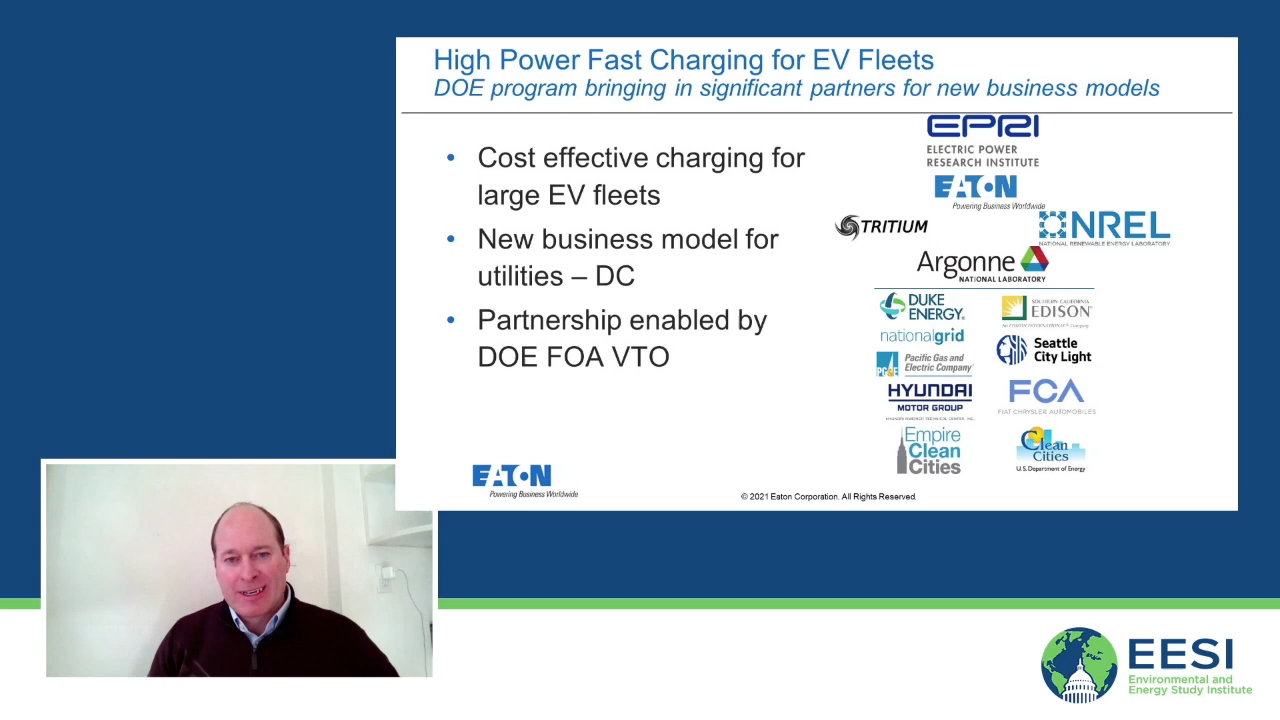 High Power Fast Charging for EV Fleets
DOE program bringing in significant partners for new business models
• Cost effective charging for
large EV fleets
• New business model for
utilities – DC
• Partnership enabled by
DOE FOA VTO
EPRI
ELECTRIC POWER
RESEARCH INSTITUTE
EATON
Powering Business Worldwide
TRITIUM
NREL
NATIONAL RENEWABLE ENERGY LABORATORY
Argonne
NATIONAL LABORATORY
DUKE
ENERGY
SOUTHERN CALIFORNIA
EDISON
An EDISON INTERNATIONAL Company
nationalgrid
Seattle
City Light
PG&E
Pacific Gas and
Electric Company
HYUNDAI
MOTOR GROUP
FCA
FIAT CHRYSLER AUTOMOBILES
Empire
Clean
Cities
Clean
Cities
U.S. Department of Energy
EATON
Powering Business Worldwide
© 2021 Eaton Corporation. All Rights Reserved.
EESI
Environmental and
Energy Study Institute